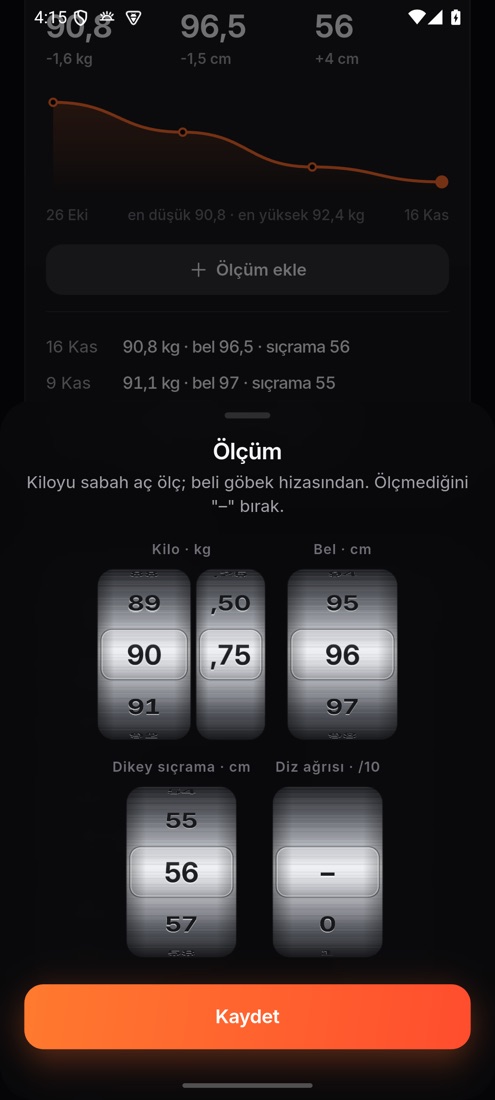 4:15
90,8 96,5 56
-1,6 kg -1,5 cm +4 cm
26 Eki en düşük 90,8 · en yüksek 92,4 kg 16 Kas
+ Ölçüm ekle
16 Kas 90,8 kg · bel 96,5 · sıçrama 56
9 Kas 91,1 kg · bel 97 · sıçrama 55
Ölçüm
Kiloyu sabah aç ölç; beli göbek hizasından. Ölçmediğini
"–" bırak.
Kilo · kg Bel · cm
89 ,50 95
90 ,75 96
91 97
Dikey sıçrama · cm Diz ağrısı · /10
55
56 –
57 0
Kaydet